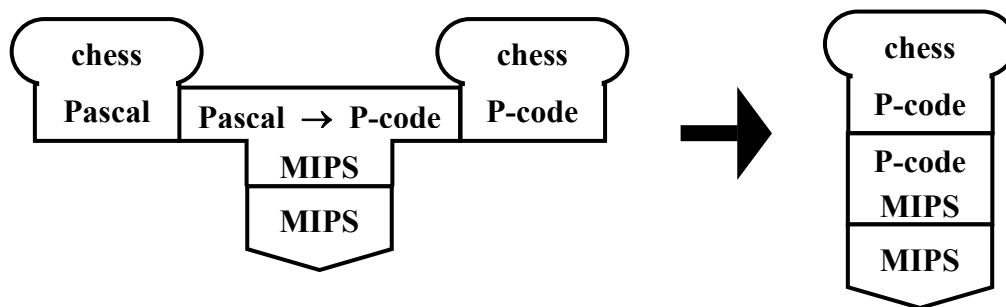 chess
Pascal
Pascal → P-code
MIPS
MIPS
chess
P-code
chess
P-code
P-code
MIPS
MIPS